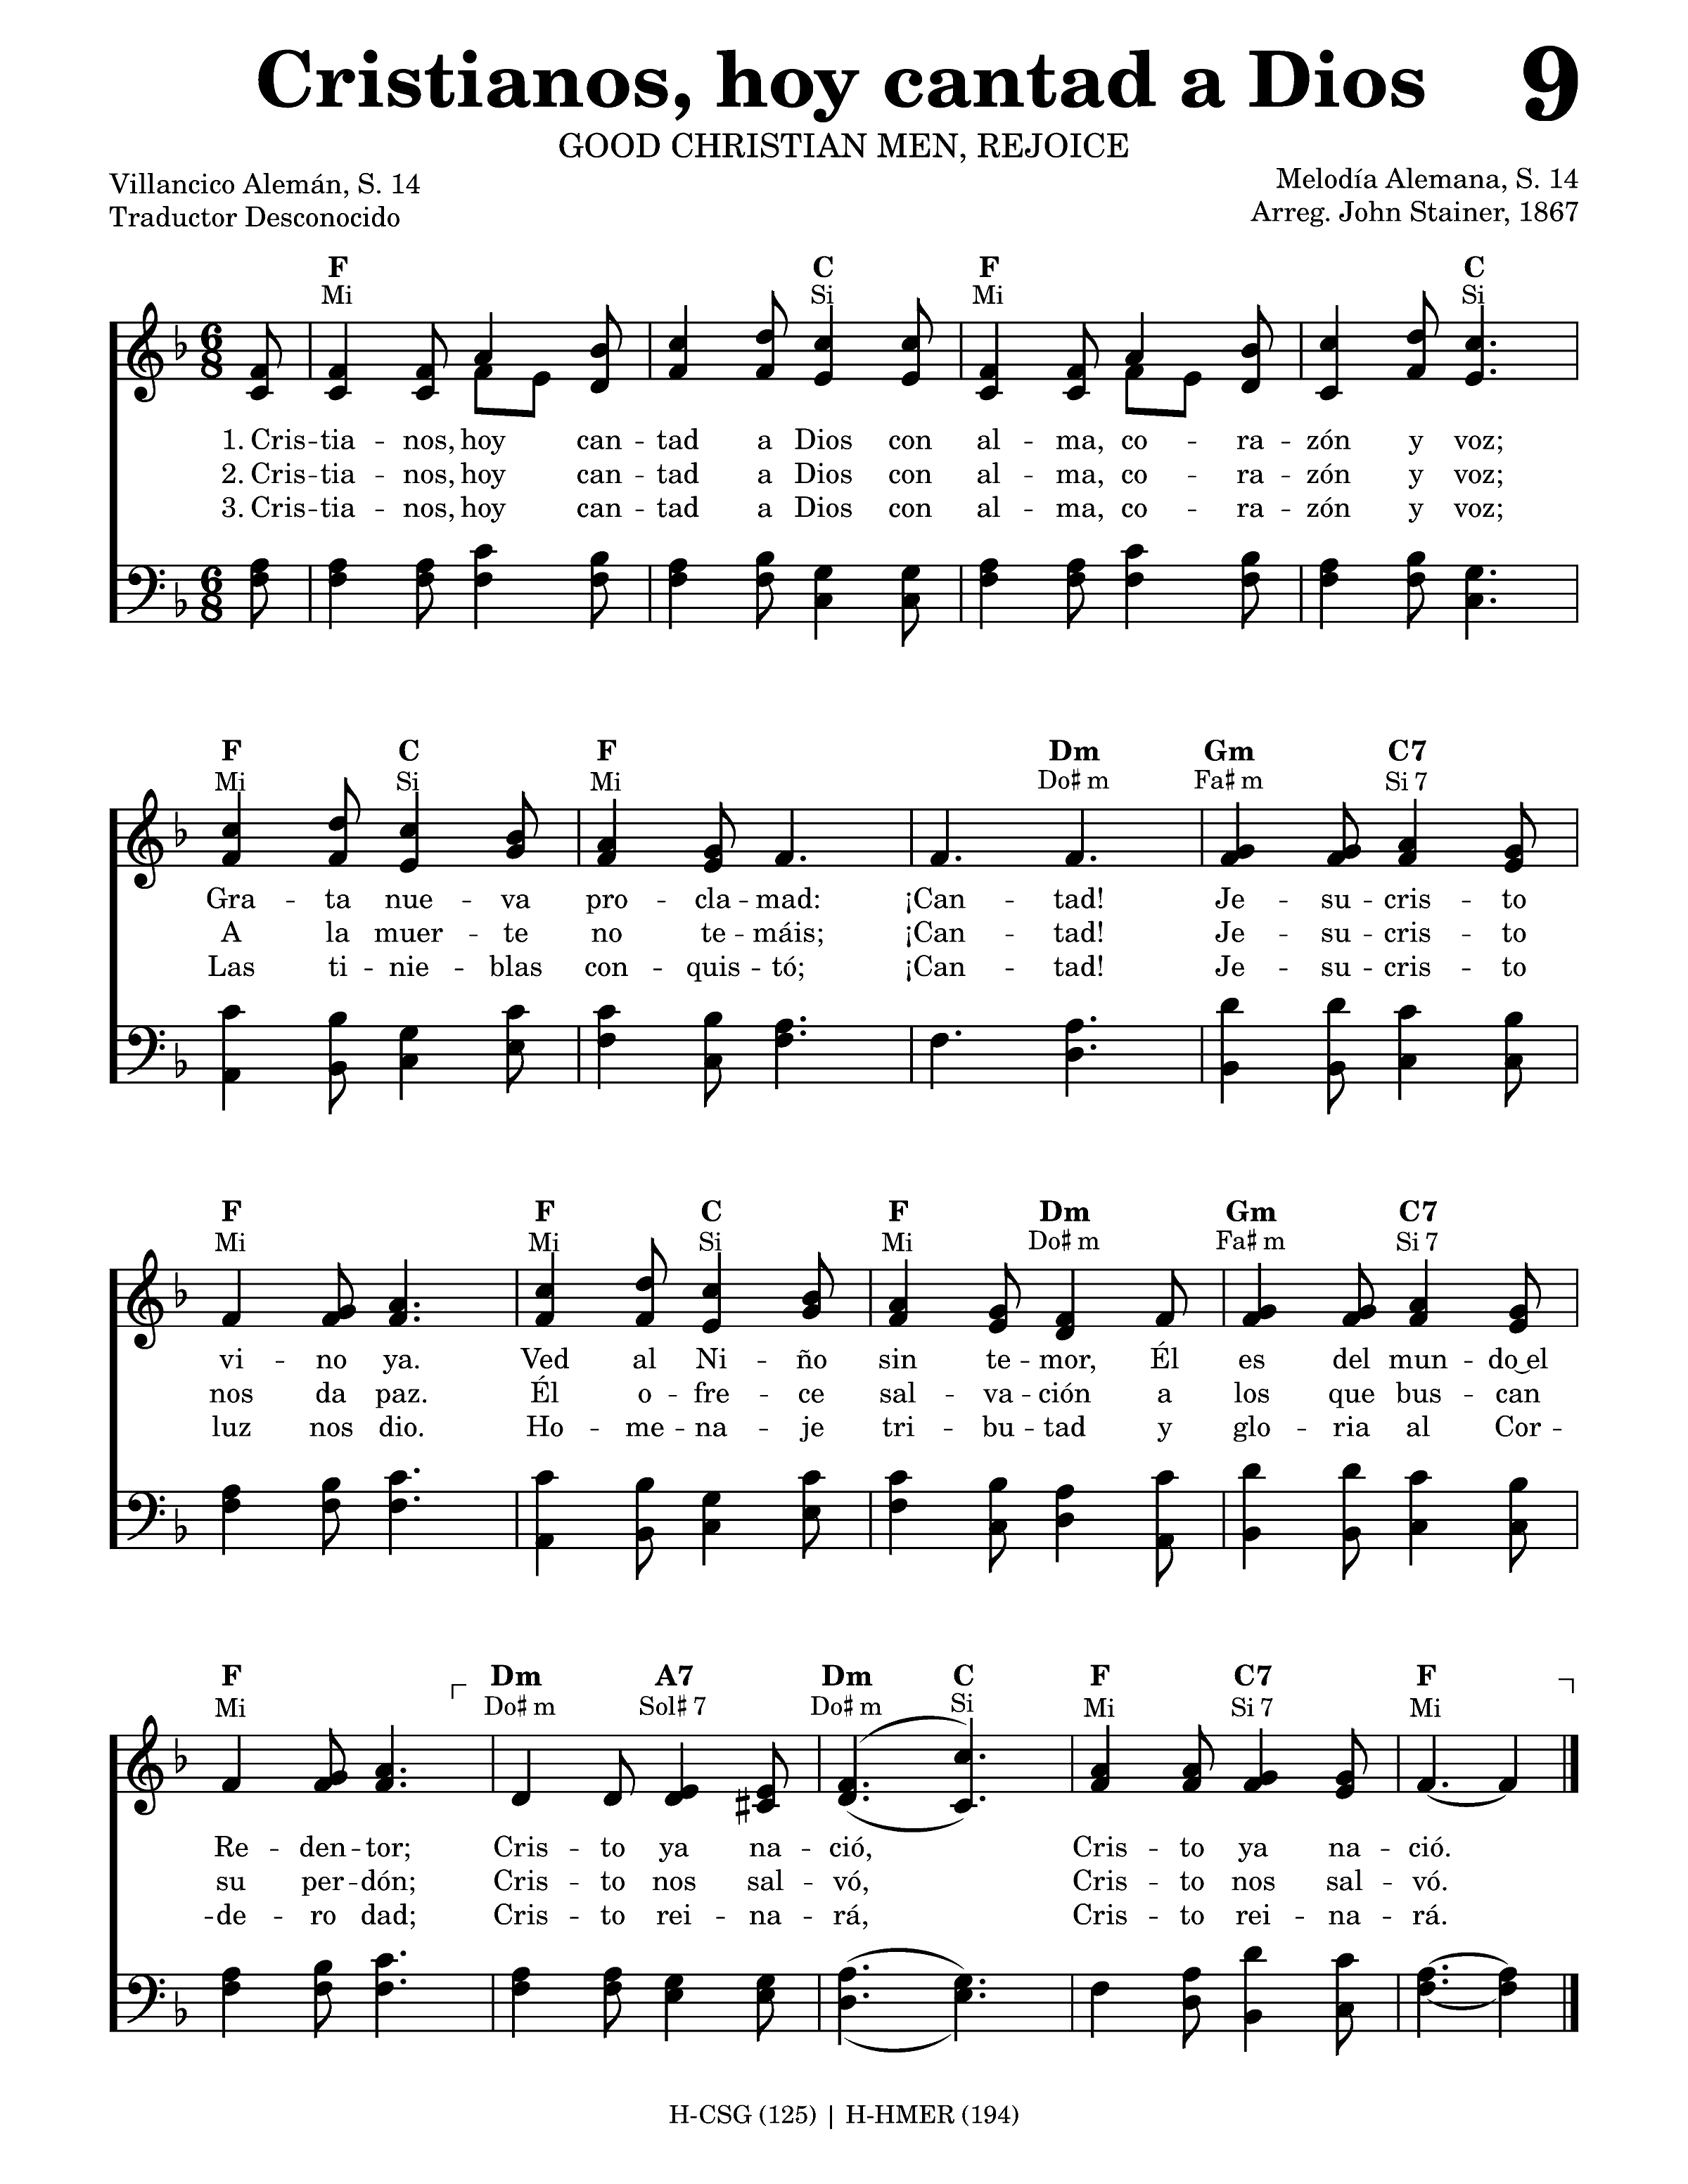 Cristianos, hoy cantad a Dios 9
GOOD CHRISTIAN MEN, REJOICE
Villancico Alemán, S. 14
Traductor Desconocido
Melodía Alemana, S. 14
Arreg. John Stainer, 1867
F C F C
Mi Si Mi Si
6 8
1. Cris -- tia -- nos, hoy can -- tad a Dios con al -- ma, co -- ra -- zón y voz;
2. Cris -- tia -- nos, hoy can -- tad a Dios con al -- ma, co -- ra -- zón y voz;
3. Cris -- tia -- nos, hoy can -- tad a Dios con al -- ma, co -- ra -- zón y voz;
6 8
F C F Dm Gm C7
Mi Si Mi Do♯ m Fa♯ m Si 7
Gra -- ta nue -- va pro -- cla -- mad: ¡Can -- tad! Je -- su -- cris -- to
A la muer -- te no te -- máis; ¡Can -- tad! Je -- su -- cris -- to
Las ti -- nie -- blas con -- quis -- tó; ¡Can -- tad! Je -- su -- cris -- to
F F C F Dm Gm C7
Mi Mi Si Mi Do♯ m Fa♯ m Si 7
vi -- no ya. Ved al Ni -- ño sin te -- mor, Él es del mun -- do‿el
nos da paz. Él o -- fre -- ce sal -- va -- ción a los que bus -- can
luz nos dio. Ho -- me -- na -- je tri -- bu -- tad y glo -- ria al Cor --
F Dm A7 Dm C F C7 F
Mi Do♯ m Sol♯ 7 Do♯ m Si Mi Si 7 Mi
Re -- den -- tor; Cris -- to ya na -- ció, Cris -- to ya na -- ció.
su per -- dón; Cris -- to nos sal -- vó, Cris -- to nos sal -- vó.
-- de -- ro dad; Cris -- to rei -- na -- rá, Cris -- to rei -- na -- rá.
H-CSG (125) | H-HMER (194)